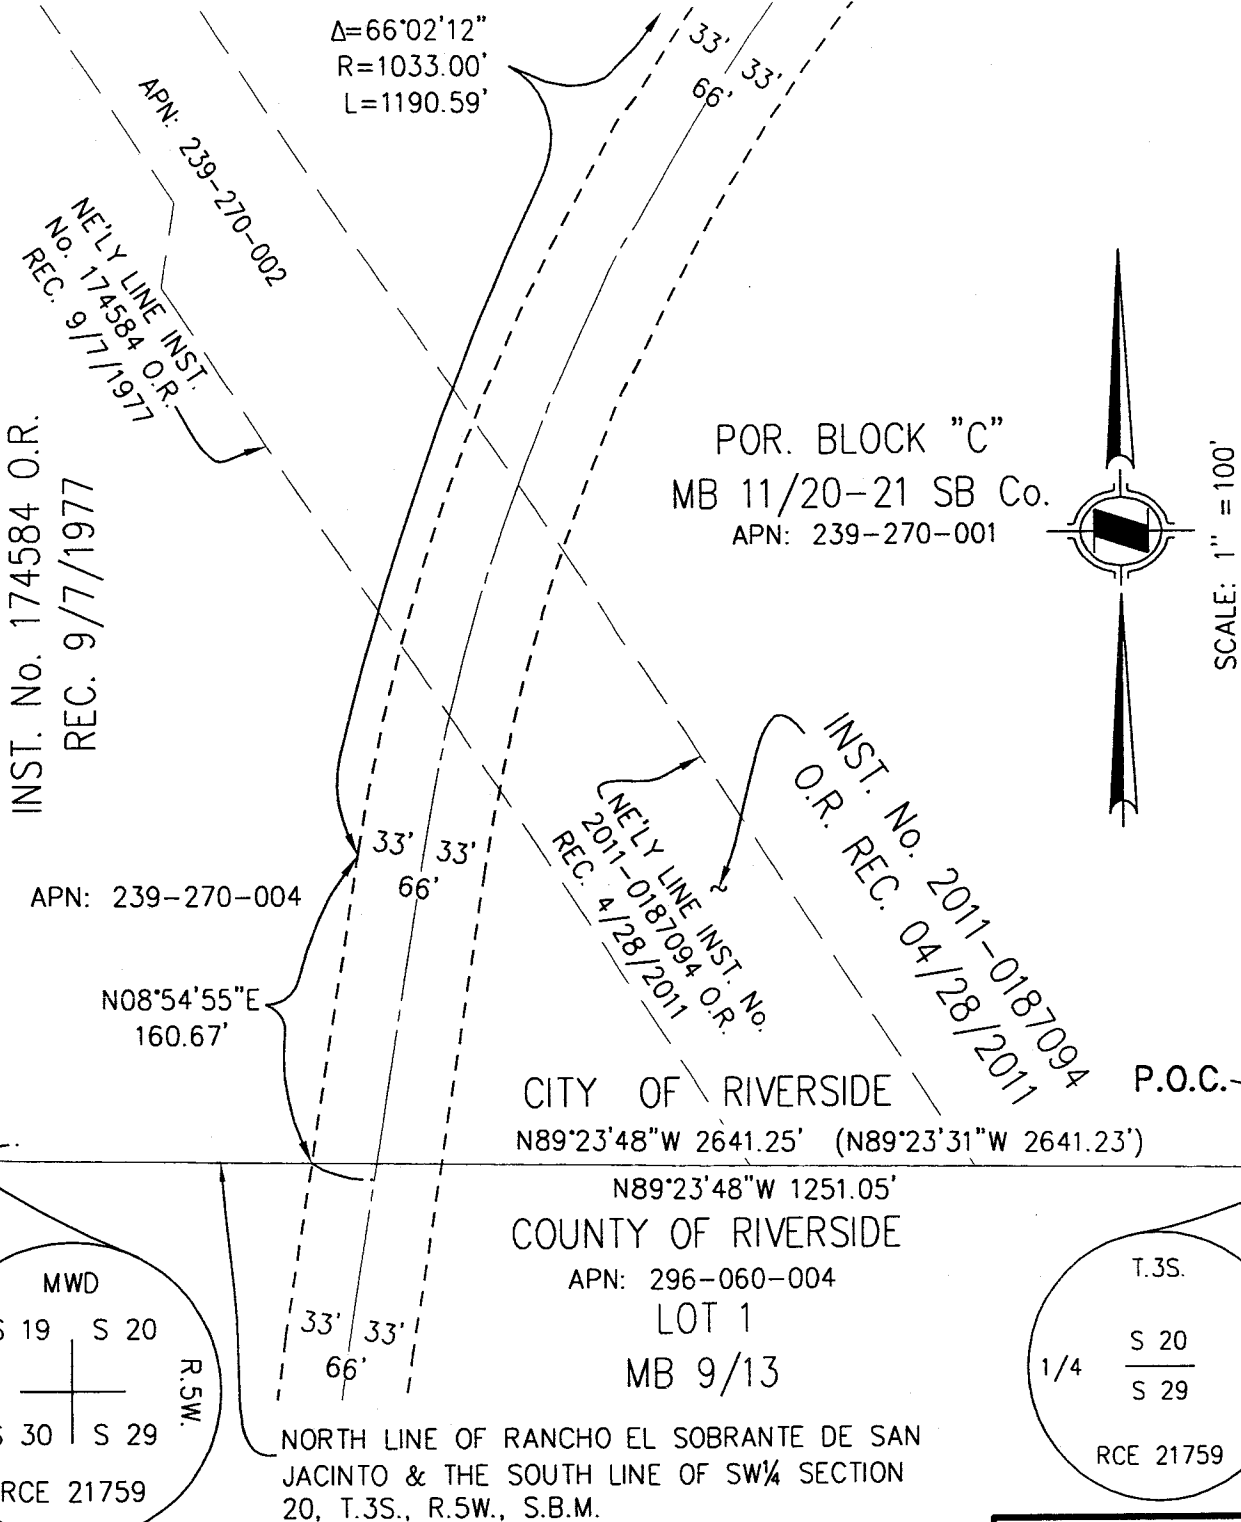 Δ=66°02'12"
R=1033.00'
L=1190.59'
33'
33'
66'
APN: 239-270-002
NE'LY LINE INST.
No. 174584 O.R.
REC. 9/7/1977
INST. No. 174584 O.R.
REC. 9/7/1977
POR. BLOCK "C"
MB 11/20-21 SB Co.
APN: 239-270-001
SCALE: 1" = 100'
INST. No. 2011-0187094
O.R. REC. 04/28/2011
NE'LY LINE INST. No.
2011-0187094 O.R.
REC. 4/28/2011
33'
33'
66'
APN: 239-270-004
N08°54'55"E
160.67'
P.O.C.
CITY OF RIVERSIDE
N89°23'48"W 2641.25' (N89°23'31"W 2641.23')
N89°23'48"W 1251.05'
COUNTY OF RIVERSIDE
APN: 296-060-004
LOT 1
MB 9/13
33'
33'
66'
MWD
S 19 S 20
R.5W.
S 30 S 29
RCE 21759
T.3S.
1/4
S 20
S 29
RCE 21759
NORTH LINE OF RANCHO EL SOBRANTE DE SAN
JACINTO & THE SOUTH LINE OF SW¼ SECTION
20, T.3S., R.5W., S.B.M.